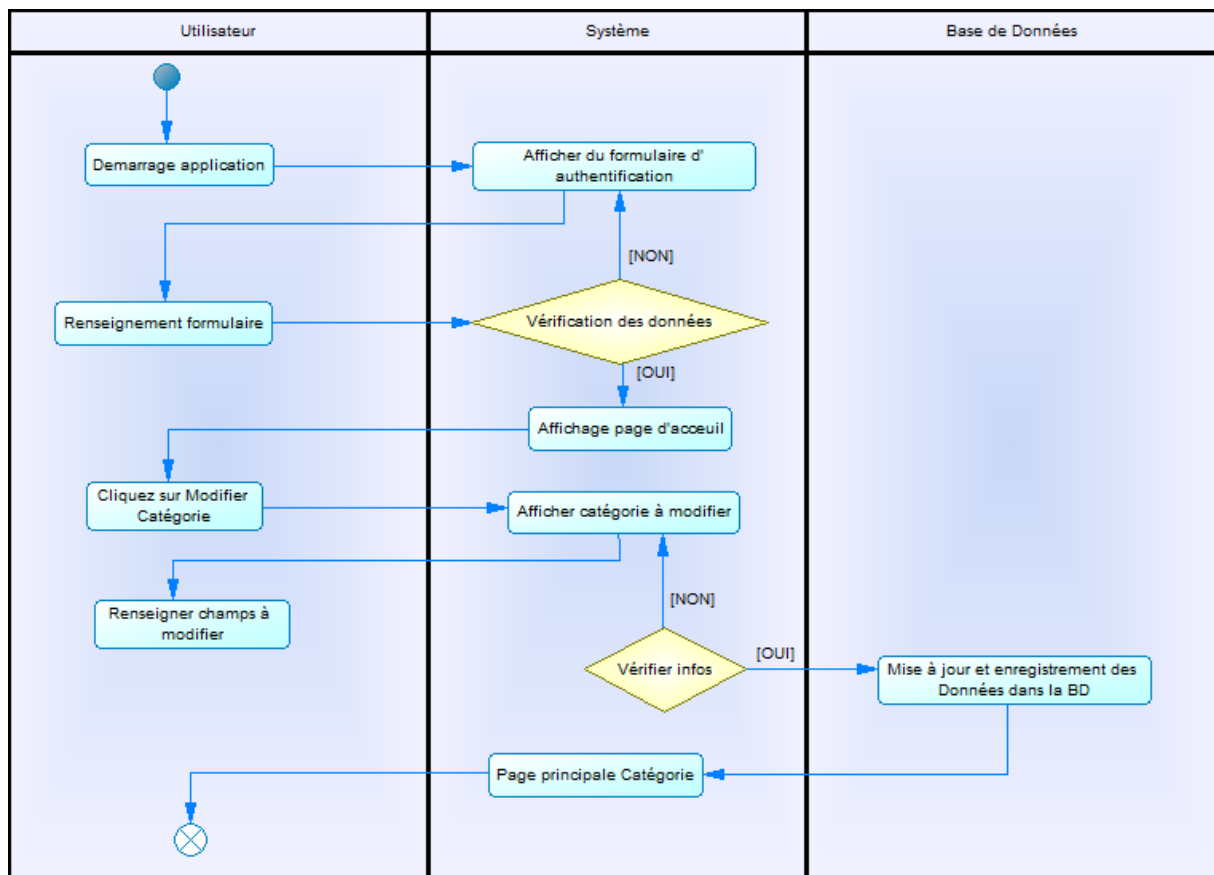 Utilisateur
Système
Base de Données
Demarrage application
Afficher du formulaire d'
authentification
[NON]
Renseignement formulaire
Vérification des données
[OUI]
Affichage page d'acceuil
Cliquez sur Modifier
Catégorie
Afficher catégorie à modifier
[NON]
Renseigner champs à
modifier
Vérifier infos
[OUI]
Mise à jour et enregistrement des
Données dans la BD
Page principale Catégorie